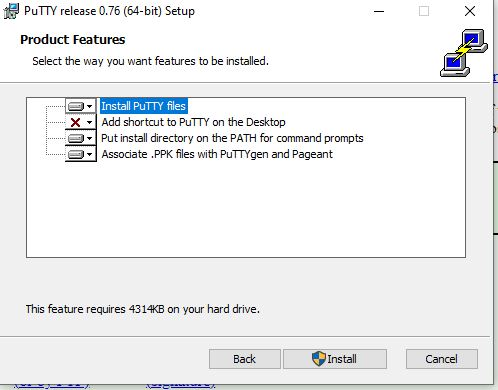 PuTTY release 0.76 (64-bit) Setup
Product Features
Select the way you want features to be installed.
Install PuTTY files
Add shortcut to PuTTY on the Desktop
Put install directory on the PATH for command prompts
Associate .PPK files with PuTTYgen and Pageant
This feature requires 4314KB on your hard drive.
Back
Install
Cancel